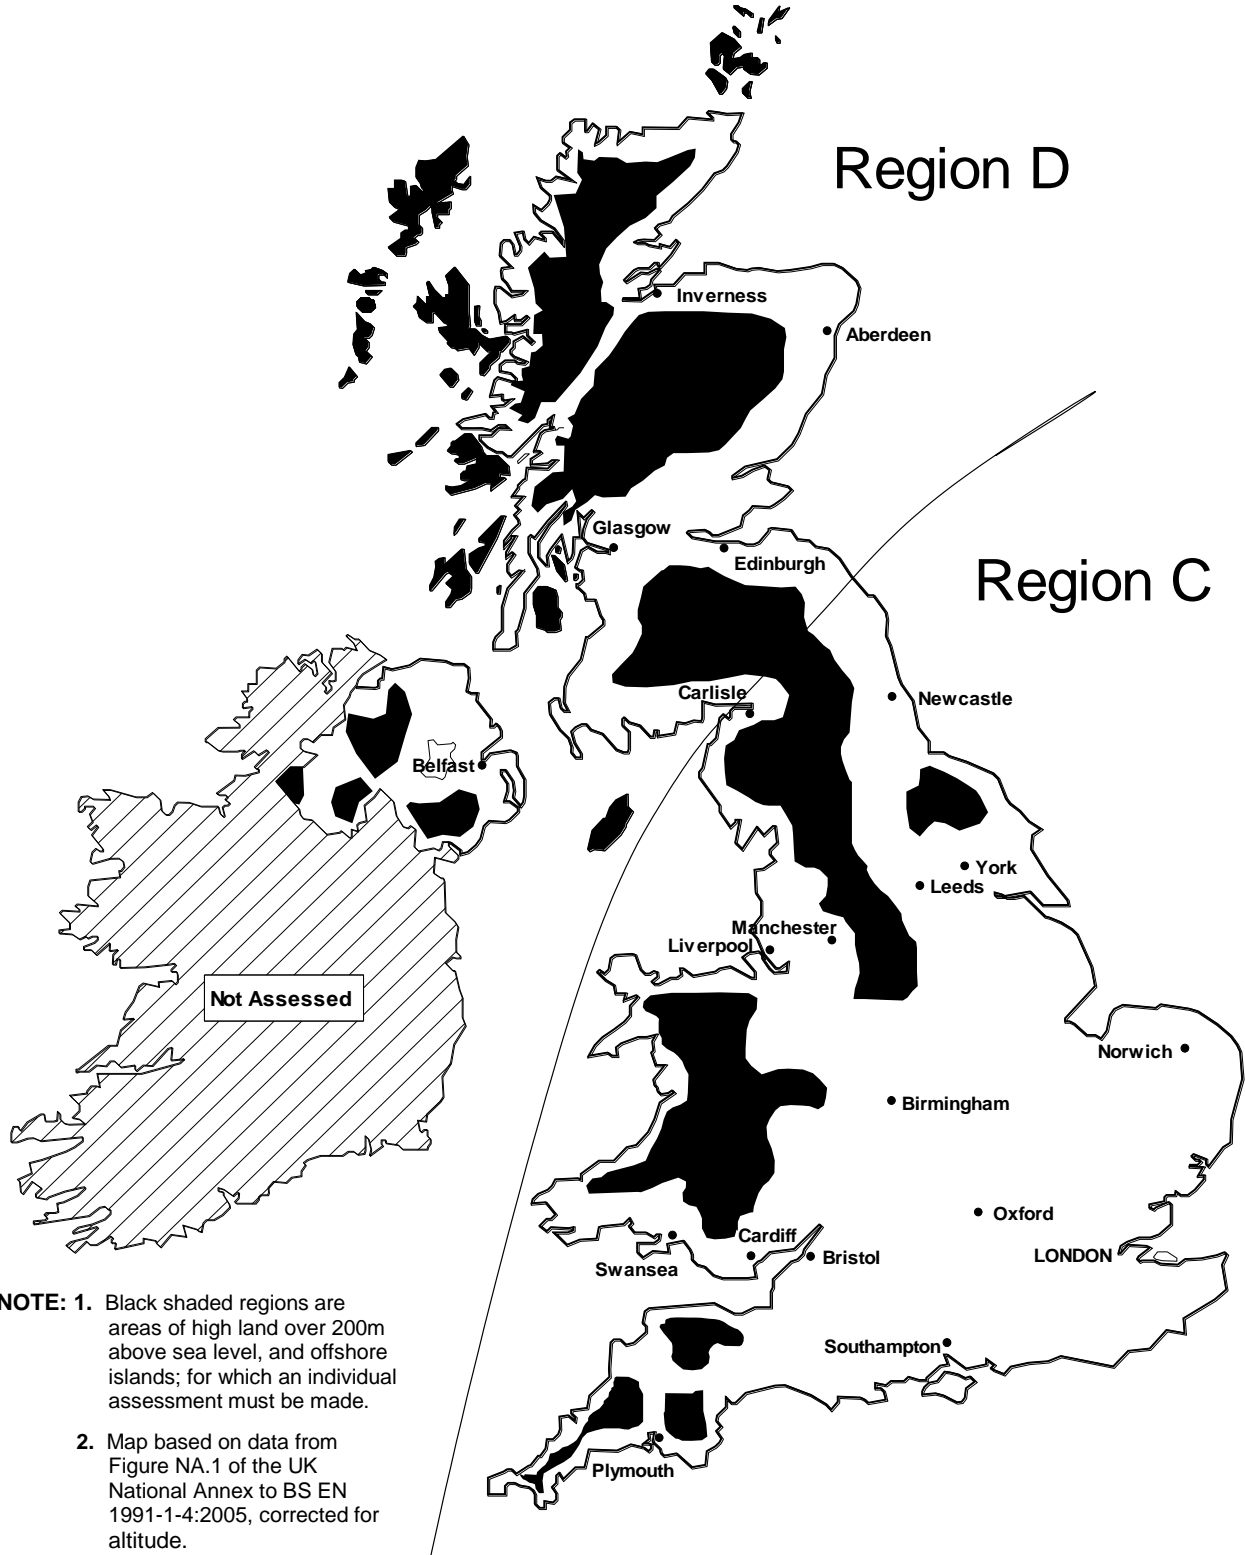 Region D
Inverness
Aberdeen
Glasgow
Edinburgh
Region C
Carlisle
Newcastle
Belfast
York
Leeds
Manchester
Liverpool
Not Assessed
Norwich
Birmingham
Oxford
Cardiff
LONDON
Bristol
Swansea
Southampton
Plymouth
NOTE: 1. Black shaded regions are
areas of high land over 200m
above sea level, and offshore
islands; for which an individual
assessment must be made.
2. Map based on data from
Figure NA.1 of the UK
National Annex to BS EN
1991-1-4:2005, corrected for
altitude.